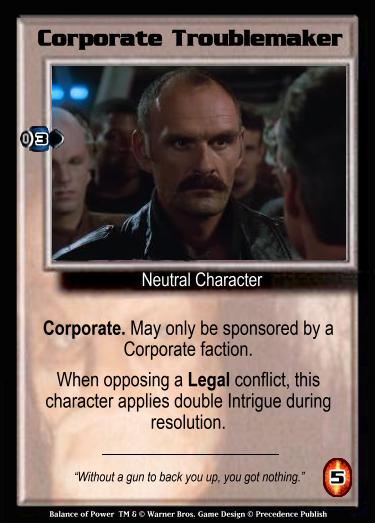 Corporate Troublemaker
0 3
Neutral Character
Corporate. May only be sponsored by a
Corporate faction.
When opposing a Legal conflict, this
character applies double Intrigue during
resolution.
"Without a gun to back you up, you got nothing."
5
Balance of Power TM & © Warner Bros. Game Design © Precedence Publish